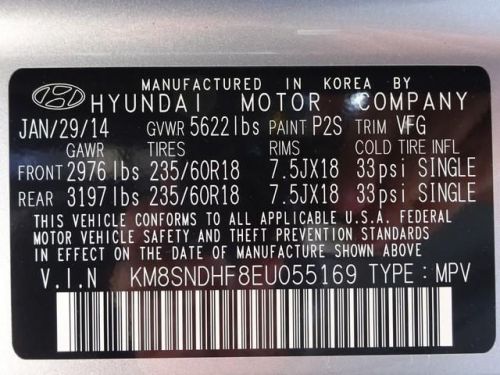 MANUFACTURED IN KOREA BY
HYUNDAI MOTOR COMPANY
JAN/29/14 GVWR 5622lbs PAINT P2S TRIM VFG
GAWR TIRES RIMS COLD TIRE INFL
FRONT 2976lbs 235/60R18 7.5JX18 33psi SINGLE
REAR 3197lbs 235/60R18 7.5JX18 33psi SINGLE
THIS VEHICLE CONFORMS TO ALL APPLICABLE U.S.A. FEDERAL
MOTOR VEHICLE SAFETY AND THEFT PREVENTION STANDARDS
IN EFFECT ON THE DATE OF MANUFACTURE SHOWN ABOVE.
V.I.N KM8SNDHF8EU055169 TYPE : MPV